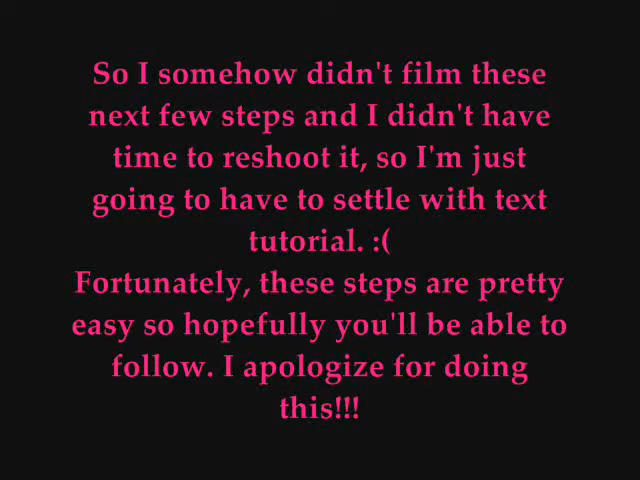 So I somehow didn't film these
next few steps and I didn't have
time to reshoot it, so I'm just
going to have to settle with text
tutorial. :(
Fortunately, these steps are pretty
easy so hopefully you'll be able to
follow. I apologize for doing
this!!!